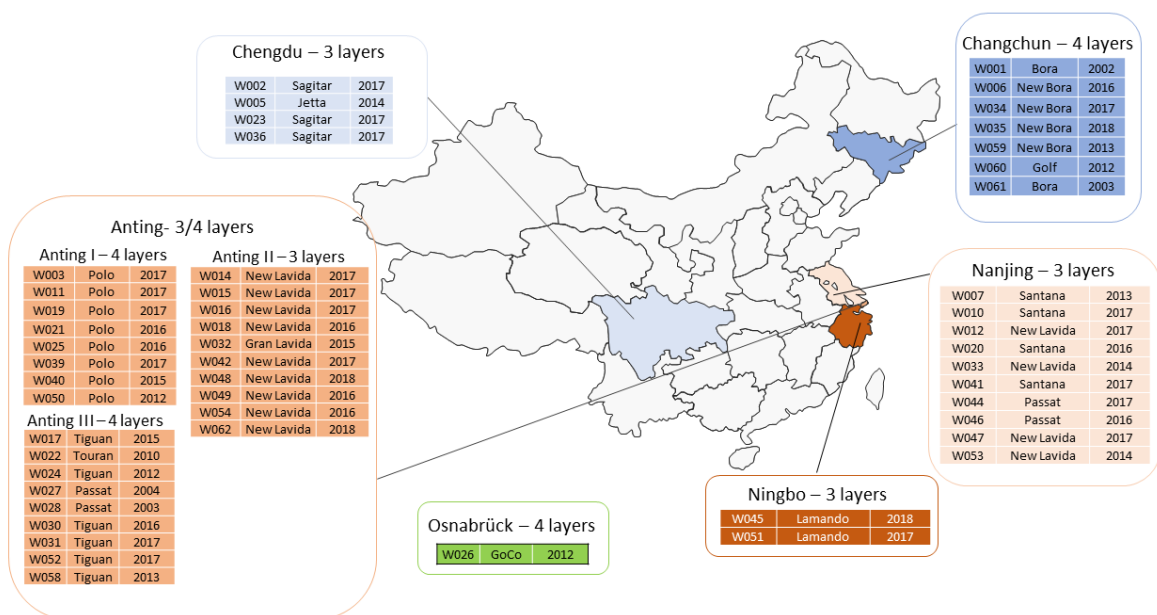 Chengdu – 3 layers
W002 Sagitar 2017
W005 Jetta 2014
W023 Sagitar 2017
W036 Sagitar 2017
Changchun – 4 layers
W001 Bora 2002
W006 New Bora 2016
W034 New Bora 2017
W035 New Bora 2018
W059 New Bora 2013
W060 Golf 2012
W061 Bora 2003
Anting- 3/4 layers
Anting I – 4 layers
W003 Polo 2017
W011 Polo 2017
W019 Polo 2017
W021 Polo 2016
W025 Polo 2016
W039 Polo 2017
W040 Polo 2015
W050 Polo 2012
Anting II – 3 layers
W014 New Lavida 2017
W015 New Lavida 2017
W016 New Lavida 2017
W018 New Lavida 2016
W032 Gran Lavida 2015
W042 New Lavida 2017
W048 New Lavida 2018
W049 New Lavida 2016
W054 New Lavida 2016
W062 New Lavida 2018
Anting III – 4 layers
W017 Tiguan 2015
W022 Touran 2010
W024 Tiguan 2012
W027 Passat 2004
W028 Passat 2003
W030 Tiguan 2016
W031 Tiguan 2017
W052 Tiguan 2017
W058 Tiguan 2013
Nanjing – 3 layers
W007 Santana 2013
W010 Santana 2017
W012 New Lavida 2017
W020 Santana 2016
W033 New Lavida 2014
W041 Santana 2017
W044 Passat 2017
W046 Passat 2016
W047 New Lavida 2017
W053 New Lavida 2014
Ningbo – 3 layers
W045 Lamando 2018
W051 Lamando 2017
Osnabrück – 4 layers
W026 GoCo 2012